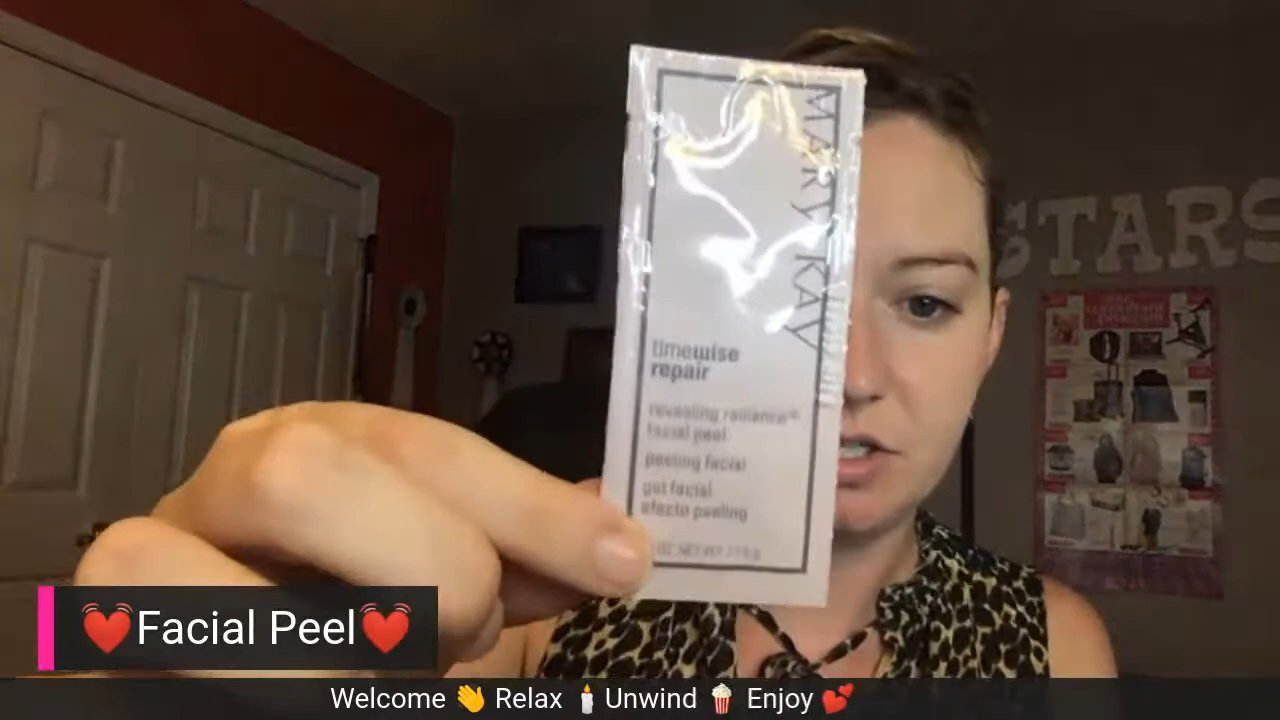 MARY KAY
STARS
timewise
repair
revealing radiance™
facial peel
peeling facial
gel facial
efecto peeling
❤️Facial Peel❤️
Welcome 👋 Relax 🕯️ Unwind 🍿 Enjoy 💕